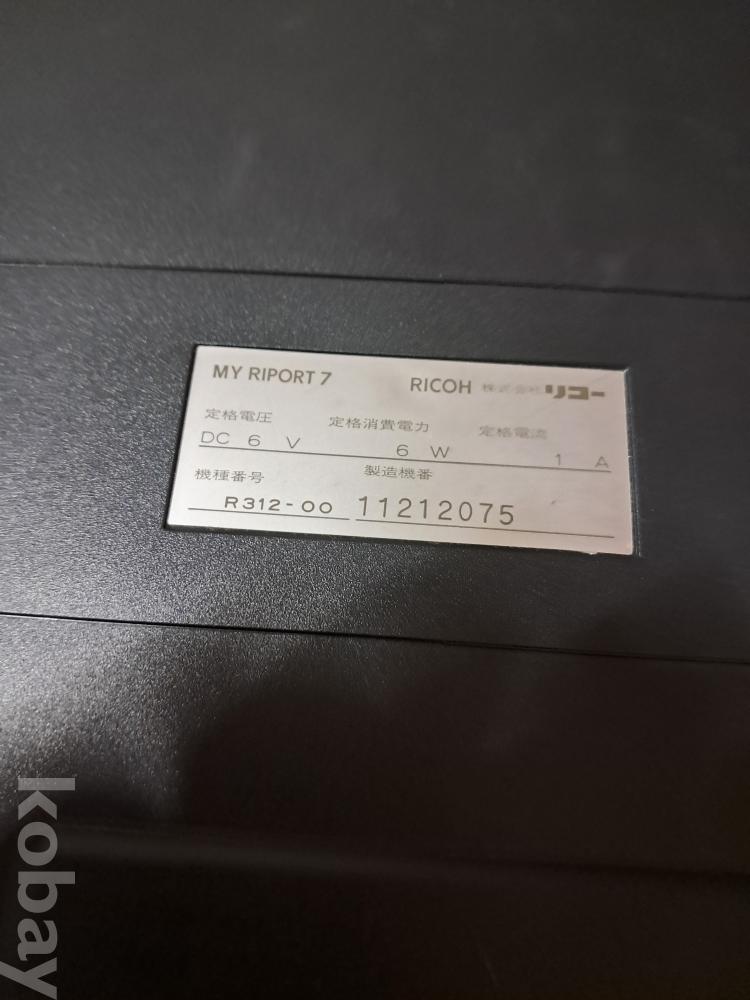 MY RIPORT 7 RICOH 株式会社リコー
定格電圧 定格消費電力 定格電流
DC 6 V 6 W 1 A
機種番号 製造機番
R312-00 11212075
kobay